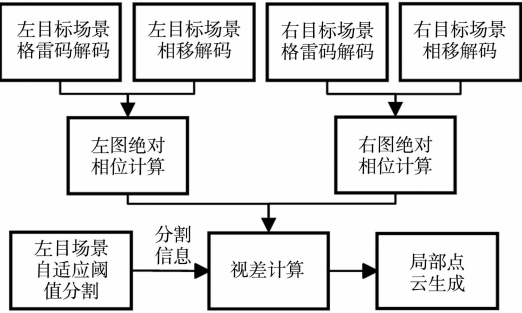 左目标场景
格雷码解码
左目标场景
相移解码
右目标场景
格雷码解码
右目标场景
相移解码
左图绝对
相位计算
右图绝对
相位计算
左目场景
自适应阈
值分割
分割
信息
视差计算
局部点
云生成